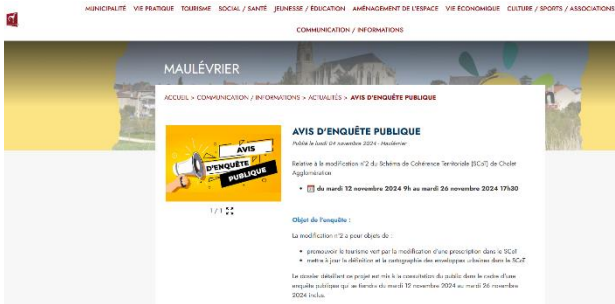 MUNICIPALITÉ VIE PRATIQUE TOURISME SOCIAL / SANTÉ JEUNESSE / ÉDUCATION AMÉNAGEMENT DE L'ESPACE VIE ÉCONOMIQUE CULTURE / SPORTS / ASSOCIATIONS
COMMUNICATION / INFORMATIONS
MAULÉVRIER
ACCUEIL > COMMUNICATION / INFORMATIONS > ACTUALITÉS > AVIS D'ENQUÊTE PUBLIQUE
AVIS
D'ENQUÊTE
PUBLIQUE
1 / 1
AVIS D'ENQUÊTE PUBLIQUE
Publié le lundi 04 novembre 2024 - Maulévrier
Relative à la modification n°2 du Schéma de Cohérence Territoriale (SCoT) de Cholet
Agglomération
• du mardi 12 novembre 2024 9h au mardi 26 novembre 2024 17h30
Objet de l'enquête :
La modification n°2 a pour objets de :
• promouvoir le tourisme vert par la modification d'une prescription dans le SCoT
• mettre à jour la définition et la cartographie des enveloppes urbaines dans le SCoT
Le dossier détaillant ce projet est mis à la consultation du public dans le cadre d'une
enquête publique qui se tiendra du mardi 12 novembre 2024 au mardi 26 novembre
2024 inclus.